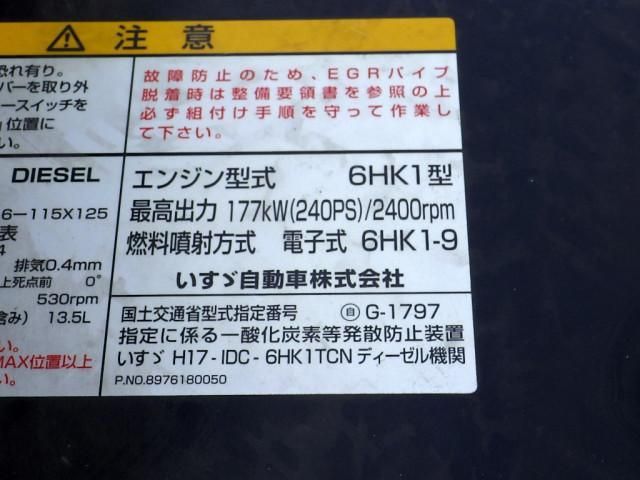 注意
恐れ有り。
バーを取り外
ースイッチを
位置に
い。
故障防止のため、EGRパイプ
脱着時は整備要領書を参照の上
必ず組付け手順を守って作業し
て下さい。
DIESEL
6-115X125
表
4
排気0.4mm
上死点前 0°
530rpm
含み) 13.5L
い。
MAX位置以上
い。
エンジン型式 6HK1型
最高出力 177kW(240PS)/2400rpm
燃料噴射方式 電子式 6HK1-9
いすゞ自動車株式会社
国土交通省型式指定番号 自 G-1797
指定に係る一酸化炭素等発散防止装置
いすゞ H17-IDC-6HK1TCN ディーゼル機関
P.NO.8976180050